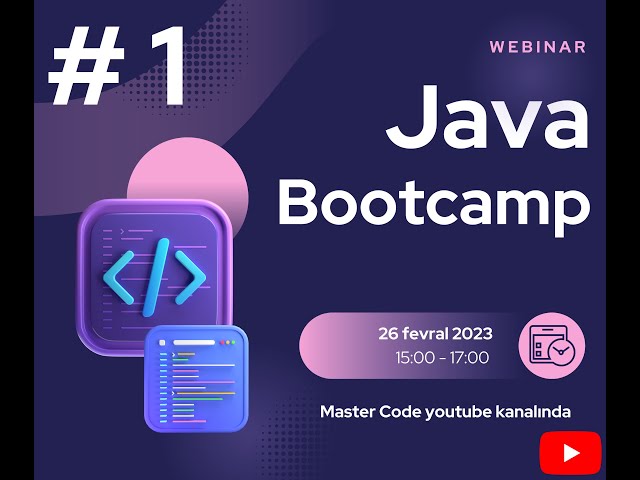 # 1
WEBINAR
Java
Bootcamp
26 fevral 2023
15:00 - 17:00
Master Code youtube kanalında